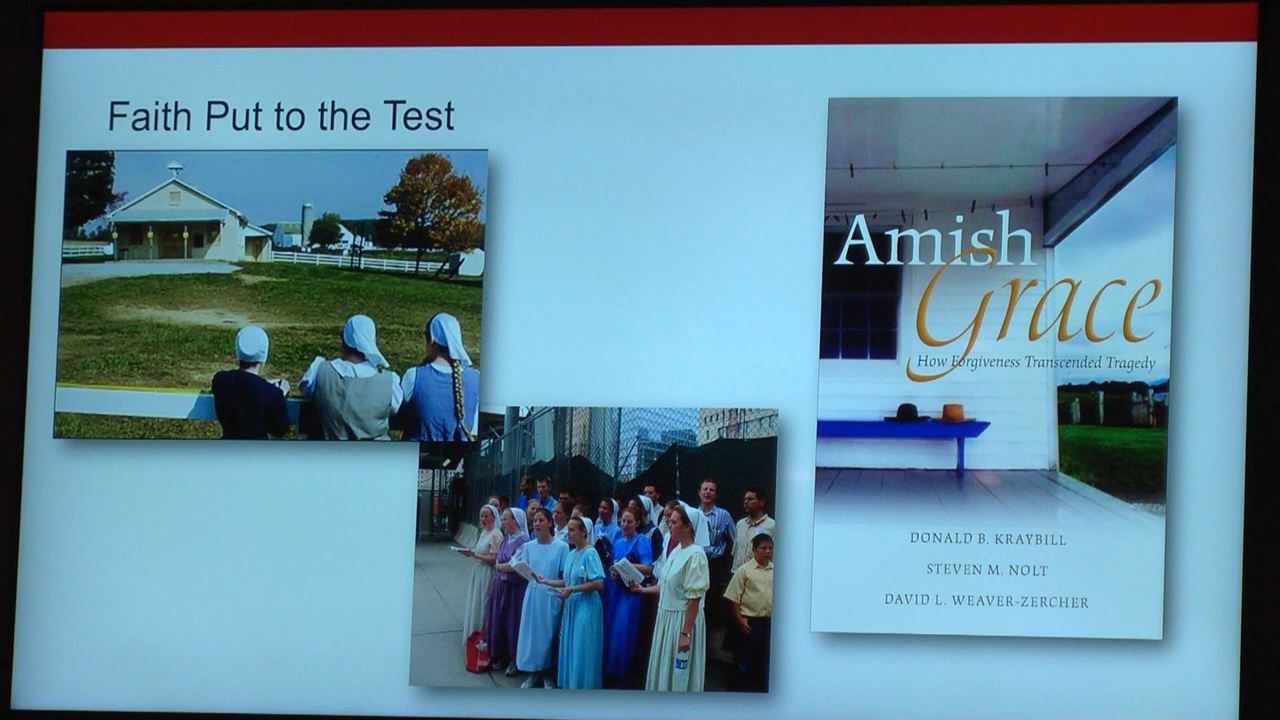 Faith Put to the Test
Amish
Grace
How Forgiveness Transcended Tragedy
DONALD B. KRAYBILL
STEVEN M. NOLT
DAVID L. WEAVER-ZERCHER